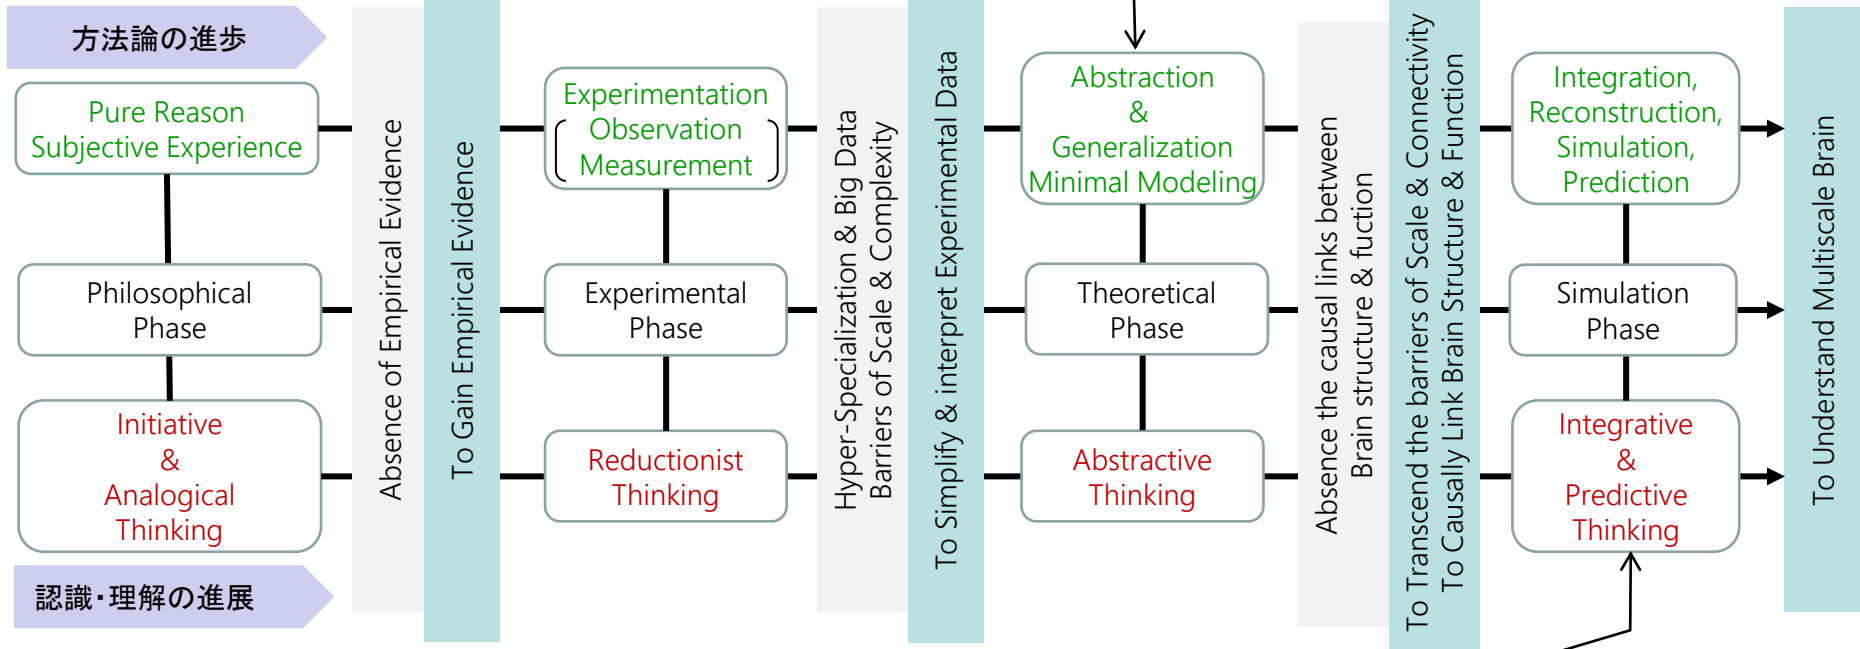 方法論の進歩
Pure Reason
Subjective Experience
Philosophical
Phase
Initiative
&
Analogical
Thinking
認識・理解の進展
Absence of Empirical Evidence
To Gain Empirical Evidence
Experimentation
Observation
Measurement
Experimental
Phase
Reductionist
Thinking
Hyper-Specialization & Big Data
Barriers of Scale & Complexity
To Simplify & interpret Experimental Data
Abstraction
&
Generalization
Minimal Modeling
Theoretical
Phase
Abstractive
Thinking
Absence the causal links between
Brain structure & fuction
To Transcend the barriers of Scale & Connectivity
To Causally Link Brain Structure & Function
Integration,
Reconstruction,
Simulation,
Prediction
Simulation
Phase
Integrative
&
Predictive
Thinking
To Understand Multiscale Brain